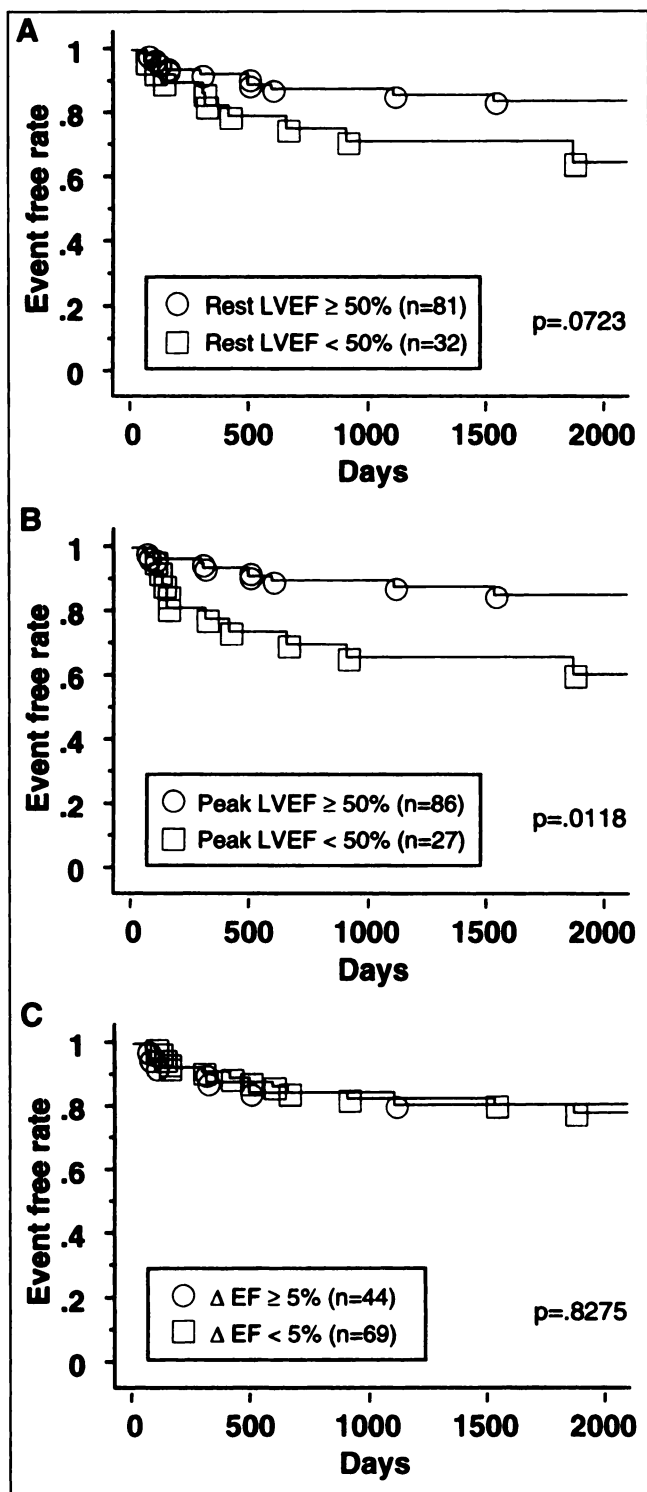 A
Event free rate
1
.8
.6
.4
.2
0
Rest LVEF ≥ 50% (n=81)
Rest LVEF < 50% (n=32)
p=.0723
0 500 1000 1500 2000
Days
B
Event free rate
1
.8
.6
.4
.2
0
Peak LVEF ≥ 50% (n=86)
Peak LVEF < 50% (n=27)
p=.0118
0 500 1000 1500 2000
Days
C
Event free rate
1
.8
.6
.4
.2
0
Δ EF ≥ 5% (n=44)
Δ EF < 5% (n=69)
p=.8275
0 500 1000 1500 2000
Days